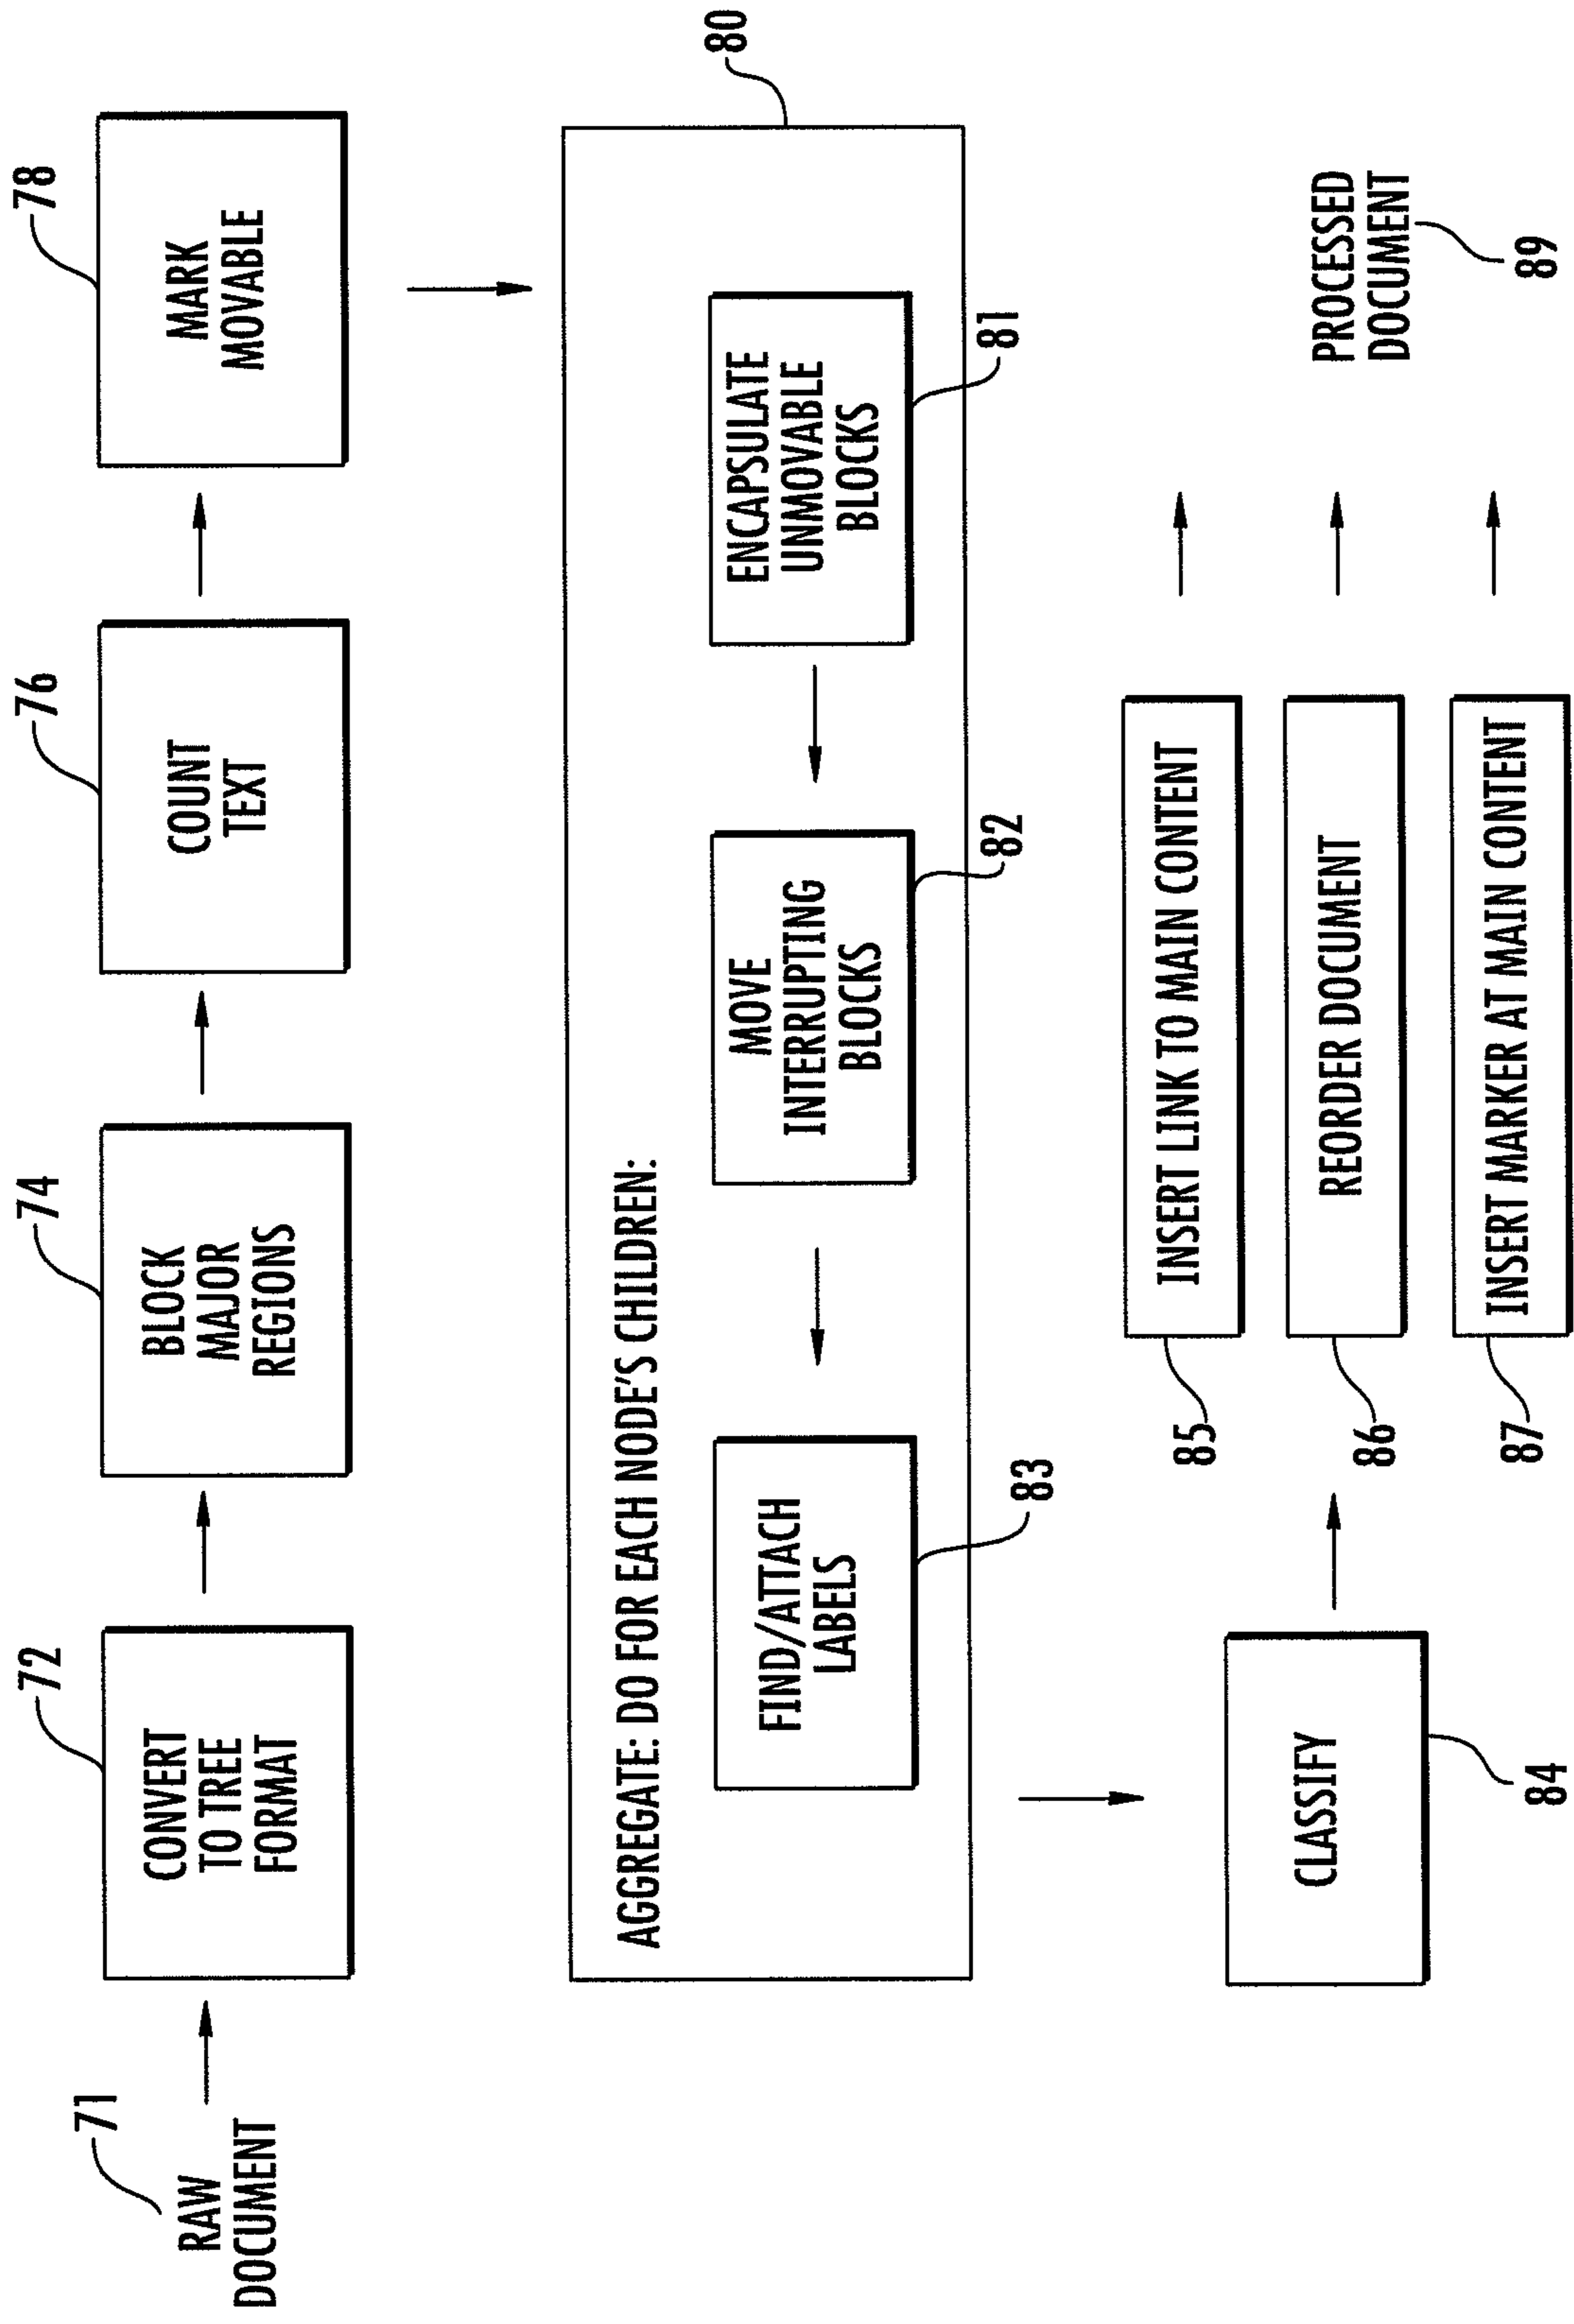 71
RAW
DOCUMENT
72
CONVERT
TO TREE
FORMAT
74
BLOCK
MAJOR
REGIONS
76
COUNT
TEXT
78
MARK
MOVABLE
80
AGGREGATE: DO FOR EACH NODE'S CHILDREN:
ENCAPSULATE
UNMOVABLE
BLOCKS
81
MOVE
INTERRUPTING
BLOCKS
82
FIND/ATTACH
LABELS
83
CLASSIFY
84
85
INSERT LINK TO MAIN CONTENT
86
REORDER DOCUMENT
87
INSERT MARKER AT MAIN CONTENT
PROCESSED
DOCUMENT
89